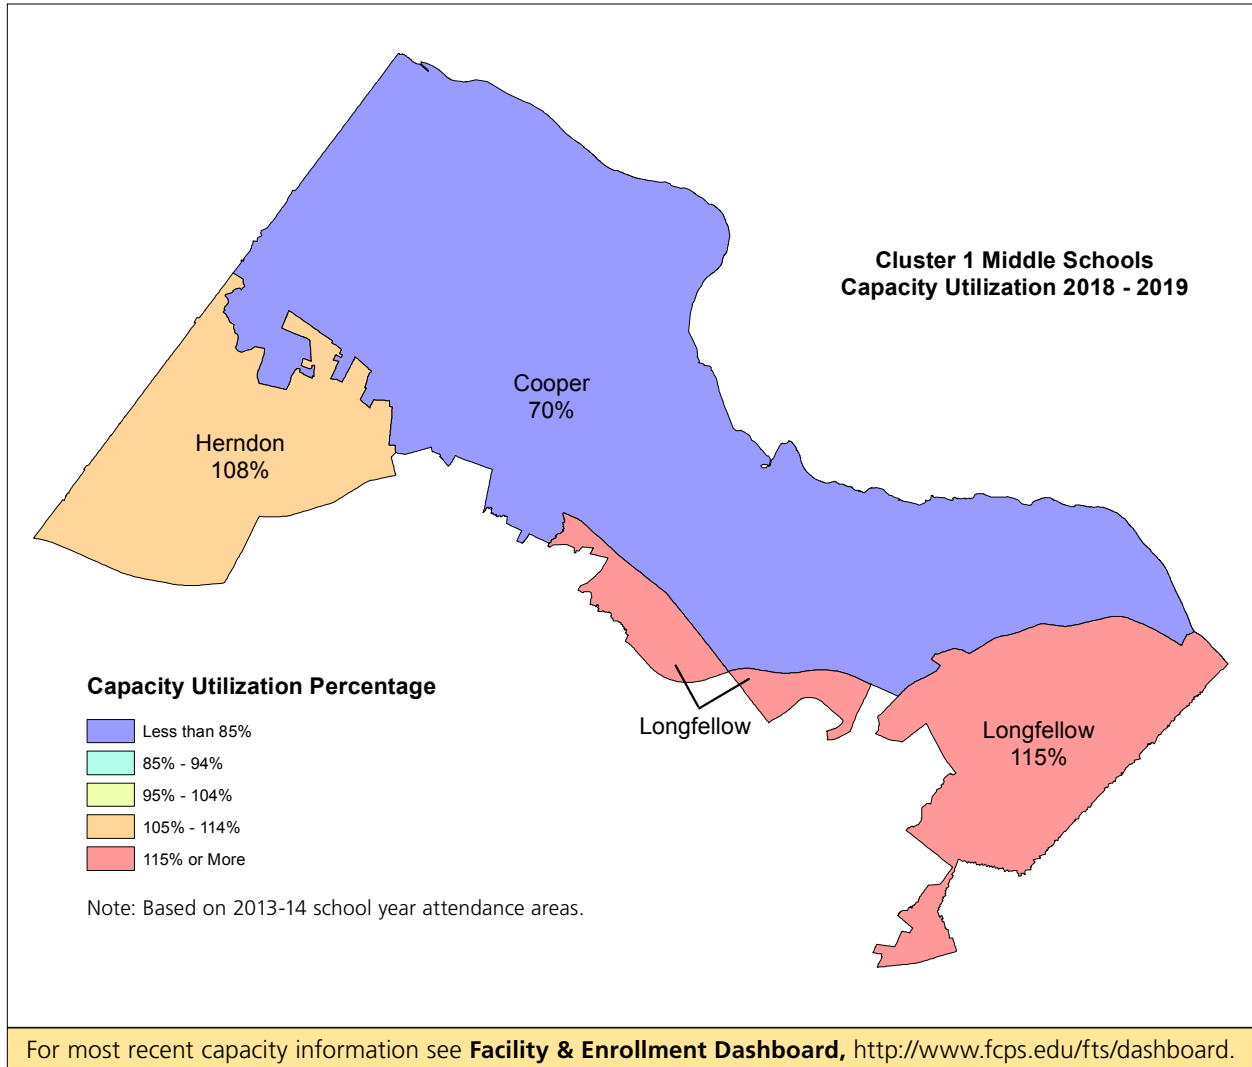 Cluster 1 Middle Schools
Capacity Utilization 2018 - 2019
Cooper
70%
Herndon
108%
Longfellow
Longfellow
115%
Capacity Utilization Percentage
Less than 85%
85% - 94%
95% - 104%
105% - 114%
115% or More
Note: Based on 2013-14 school year attendance areas.
For most recent capacity information see Facility & Enrollment Dashboard, http://www.fcps.edu/fts/dashboard.